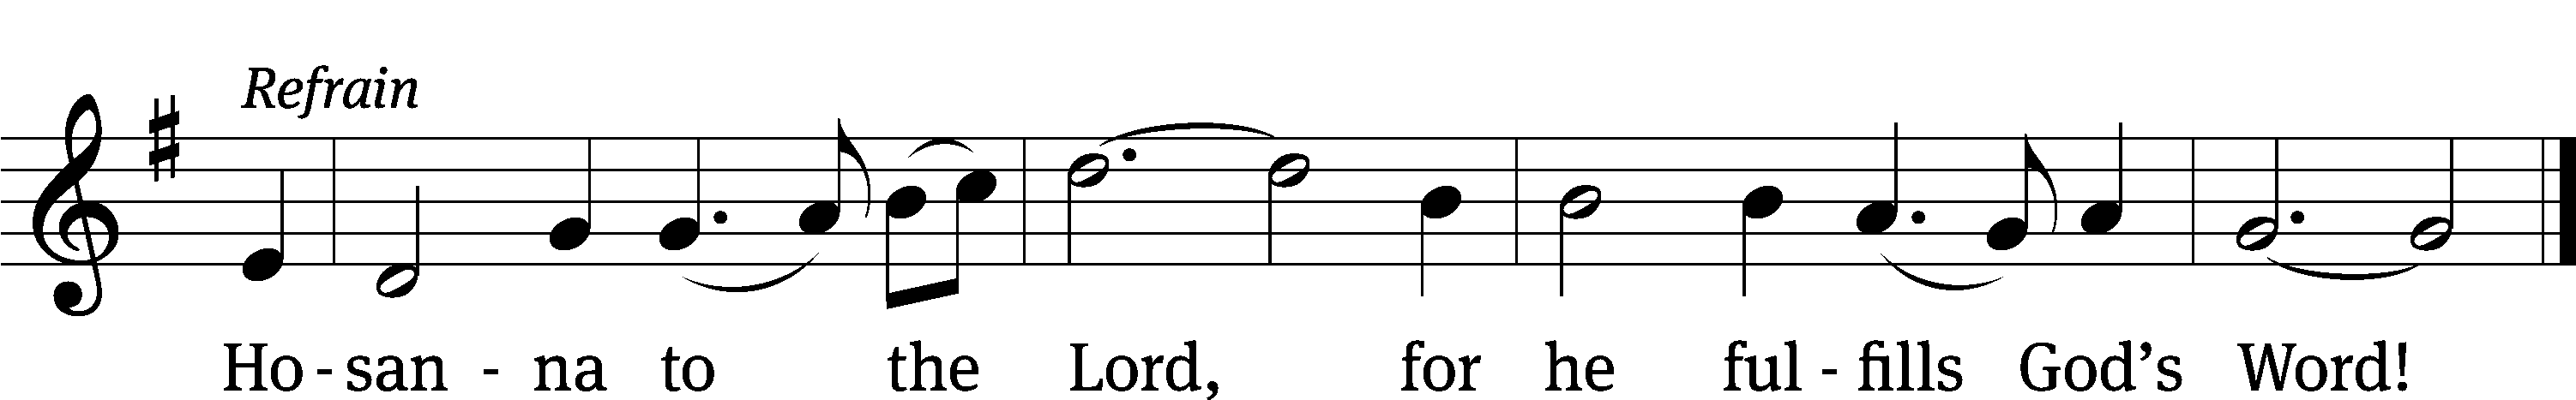 Refrain
Ho - san - na to the Lord, for he ful - fills God’s Word!